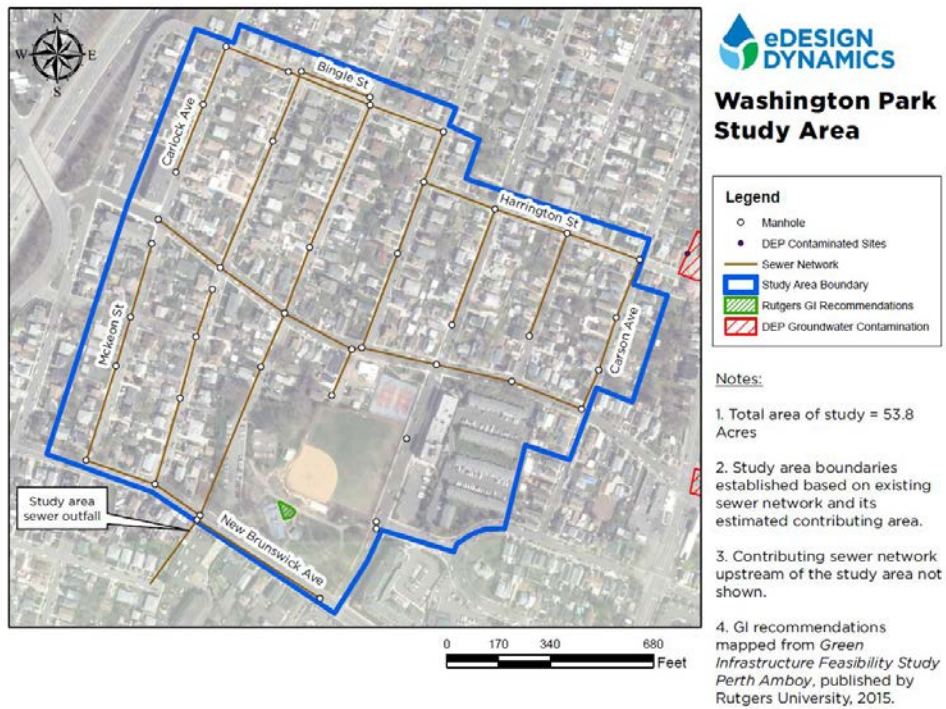 N
W
E
S
Bingle St
Carlock Ave
Harrington St
Mckeon St
Carson Ave
Study area
sewer outfall
New Brunswick Ave
0 170 340 680
Feet
eDESIGN
DYNAMICS
Washington Park
Study Area
Legend
Manhole
DEP Contaminated Sites
Sewer Network
Study Area Boundary
Rutgers GI Recommendations
DEP Groundwater Contamination
Notes:
1. Total area of study = 53.8
Acres
2. Study area boundaries
established based on existing
sewer network and its
estimated contributing area.
3. Contributing sewer network
upstream of the study area not
shown.
4. GI recommendations
mapped from Green
Infrastructure Feasibility Study
Perth Amboy, published by
Rutgers University, 2015.